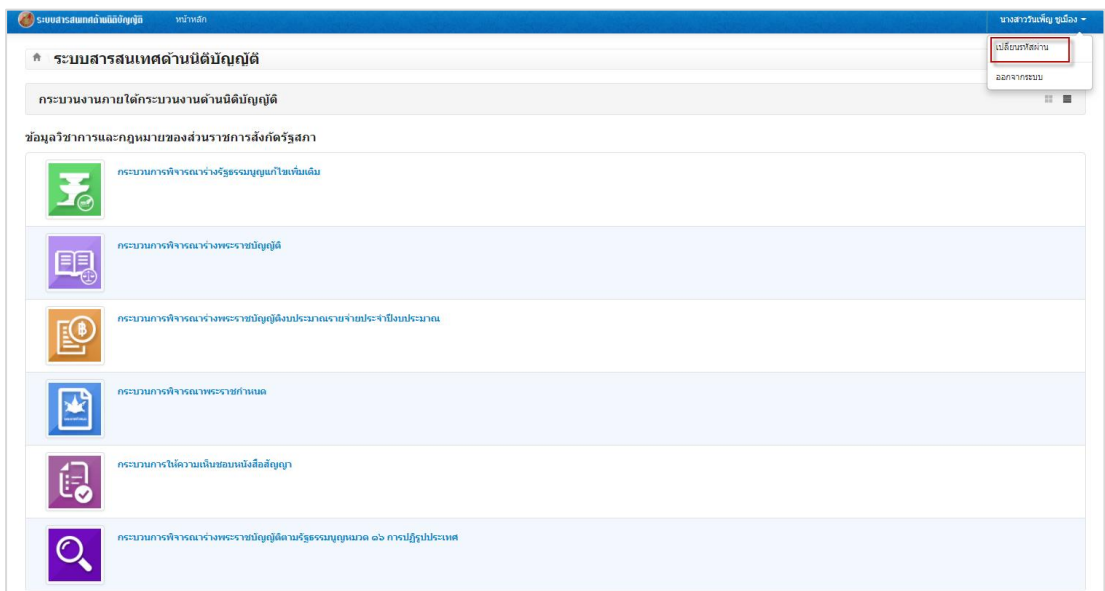 ระบบสารสนเทศด้านนิติบัญญัติ หน้าหลัก นางสาววันเพ็ญ ชูเมือง
เปลี่ยนรหัสผ่าน
ออกจากระบบ
ระบบสารสนเทศด้านนิติบัญญัติ
กระบวนงานภายใต้กระบวนงานด้านนิติบัญญัติ
ข้อมูลวิชาการและกฎหมายของส่วนราชการสังกัดรัฐสภา
กระบวนการพิจารณาร่างรัฐธรรมนูญแก้ไขเพิ่มเติม
กระบวนการพิจารณาร่างพระราชบัญญัติ
กระบวนการพิจารณาร่างพระราชบัญญัติงบประมาณรายจ่ายประจำปีงบประมาณ
กระบวนการพิจารณาพระราชกำหนด
กระบวนการให้ความเห็นชอบหนังสือสัญญา
กระบวนการพิจารณาร่างพระราชบัญญัติตามรัฐธรรมนูญหมวด ๑๖ การปฏิรูปประเทศ